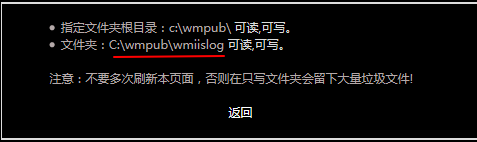 指定文件夹根目录：c:\wmpub\ 可读,可写。
文件夹：C:\wmpub\wmiislog 可读,可写。
注意：不要多次刷新本页面，否则在只写文件夹会留下大量垃圾文件!
返回